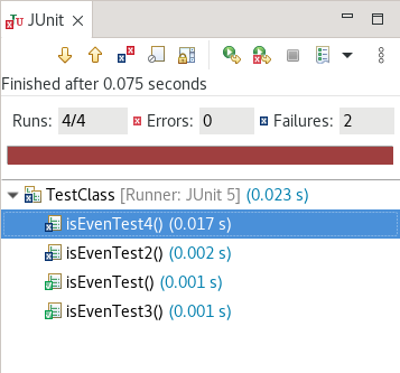 JUnit ×
Finished after 0.075 seconds
Runs: 4/4 Errors: 0 Failures: 2
TestClass [Runner: JUnit 5] (0.023 s)
isEvenTest4() (0.017 s)
isEvenTest2() (0.002 s)
isEvenTest() (0.001 s)
isEvenTest3() (0.001 s)